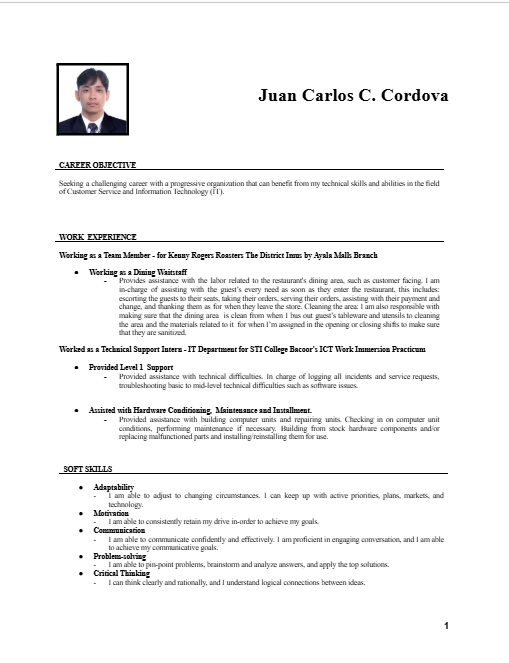 Juan Carlos C. Cordova
CAREER OBJECTIVE
Seeking a challenging career with a progressive organization that can benefit from my technical skills and abilities in the field
of Customer Service and Information Technology (IT).
WORK EXPERIENCE
Working as a Team Member - for Kenny Rogers Roasters The District Imus by Ayala Malls Branch
● Working as a Dining Waitstaff
- Provides assistance with the labor related to the restaurant's dining area, such as customer facing. I am
in-charge of assisting with the guest's every need as soon as they enter the restaurant, this includes:
escorting the guests to their seats, taking their orders, serving their orders, assisting with their payment and
change, and thanking them as for when they leave the store. Cleaning the area: I am also responsible with
making sure that the dining area is clean from when I bus out guest's tableware and utensils to cleaning
the area and the materials related to it for when I'm assigned in the opening or closing shifts to make sure
that they are sanitized.
Worked as a Technical Support Intern - IT Department for STI College Bacoor's ICT Work Immersion Practicum
● Provided Level 1 Support
- Provided assistance with technical difficulties. In charge of logging all incidents and service requests,
troubleshooting basic to mid-level technical difficulties such as software issues.
● Assisted with Hardware Conditioning, Maintenance and Installment.
- Provided assistance with building computer units and repairing units. Checking in on computer unit
conditions, performing maintenance if necessary. Building from stock hardware components and/or
replacing malfunctioned parts and installing/reinstalling them for use.
SOFT SKILLS
● Adaptability
- I am able to adjust to changing circumstances. I can keep up with active priorities, plans, markets, and
technology.
● Motivation
- I am able to consistently retain my drive in-order to achieve my goals.
● Communication
- I am able to communicate confidently and effectively. I am proficient in engaging conversation, and I am able
to achieve my communicative goals.
● Problem-solving
- I am able to pin-point problems, brainstorm and analyze answers, and apply the top solutions.
● Critical Thinking
- I can think clearly and rationally, and I understand logical connections between ideas.
1